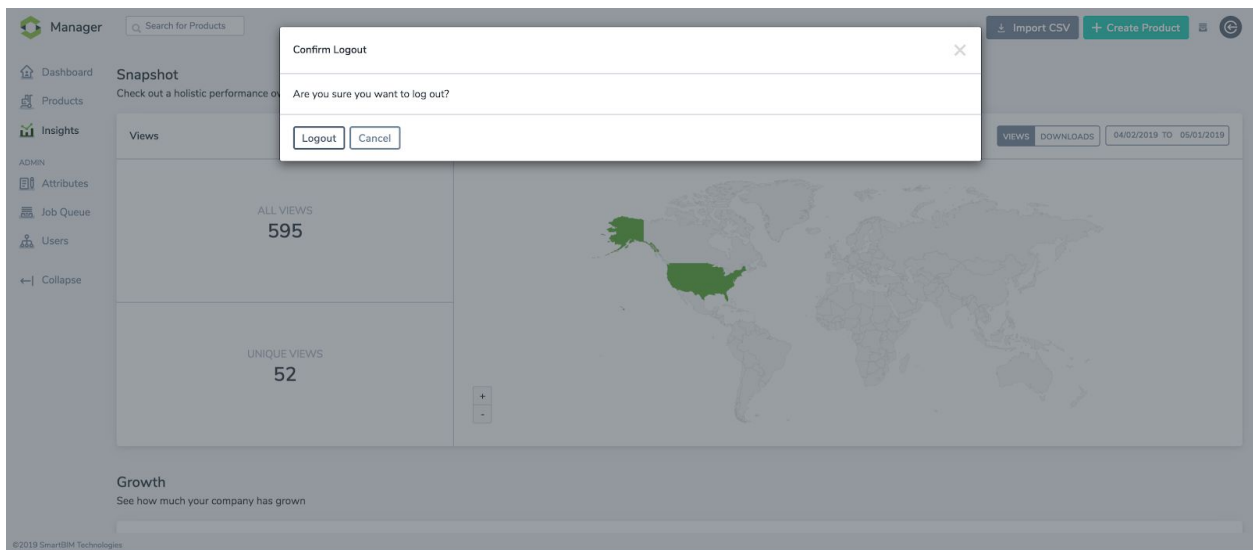 Manager
Search for Products
Import CSV
+ Create Product
Confirm Logout
Are you sure you want to log out?
Logout
Cancel
Dashboard
Products
Insights
ADMIN
Attributes
Job Queue
Users
Collapse
Snapshot
Check out a holistic performance
Views
VIEWS
DOWNLOADS
04/02/2019 TO 05/01/2019
ALL VIEWS
595
UNIQUE VIEWS
52
+
-
Growth
See how much your company has grown
©2019 SmartBIM Technologies